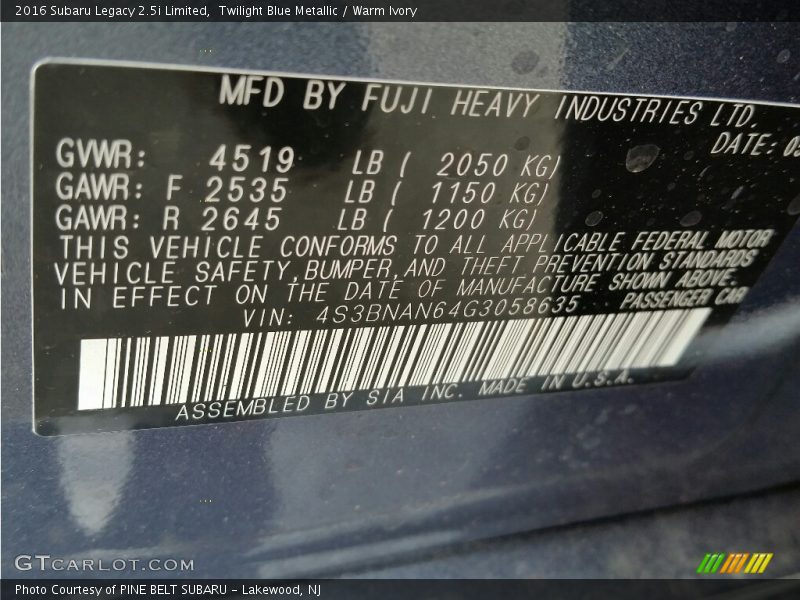 2016 Subaru Legacy 2.5i Limited, Twilight Blue Metallic / Warm Ivory
MFD BY FUJI HEAVY INDUSTRIES LTD.
DATE:
GVWR: 4519 LB ( 2050 KG)
GAWR: F 2535 LB ( 1150 KG)
GAWR: R 2645 LB ( 1200 KG)
THIS VEHICLE CONFORMS TO ALL APPLICABLE FEDERAL MOTOR
VEHICLE SAFETY,BUMPER,AND THEFT PREVENTION STANDARDS
IN EFFECT ON THE DATE OF MANUFACTURE SHOWN ABOVE.
VIN: 4S3BNAN64G3058635 PASSENGER CAR
ASSEMBLED BY SIA INC. MADE IN U.S.A.
GTCARLOT.COM
Photo Courtesy of PINE BELT SUBARU - Lakewood, NJ